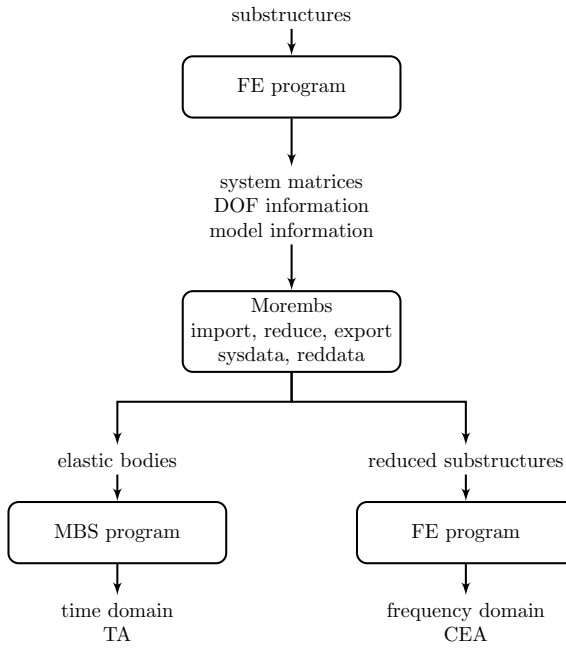 substructures
FE program
system matrices
DOF information
model information
Morembs
import, reduce, export
sysdata, reddata
elastic bodies
reduced substructures
MBS program
FE program
time domain
TA
frequency domain
CEA